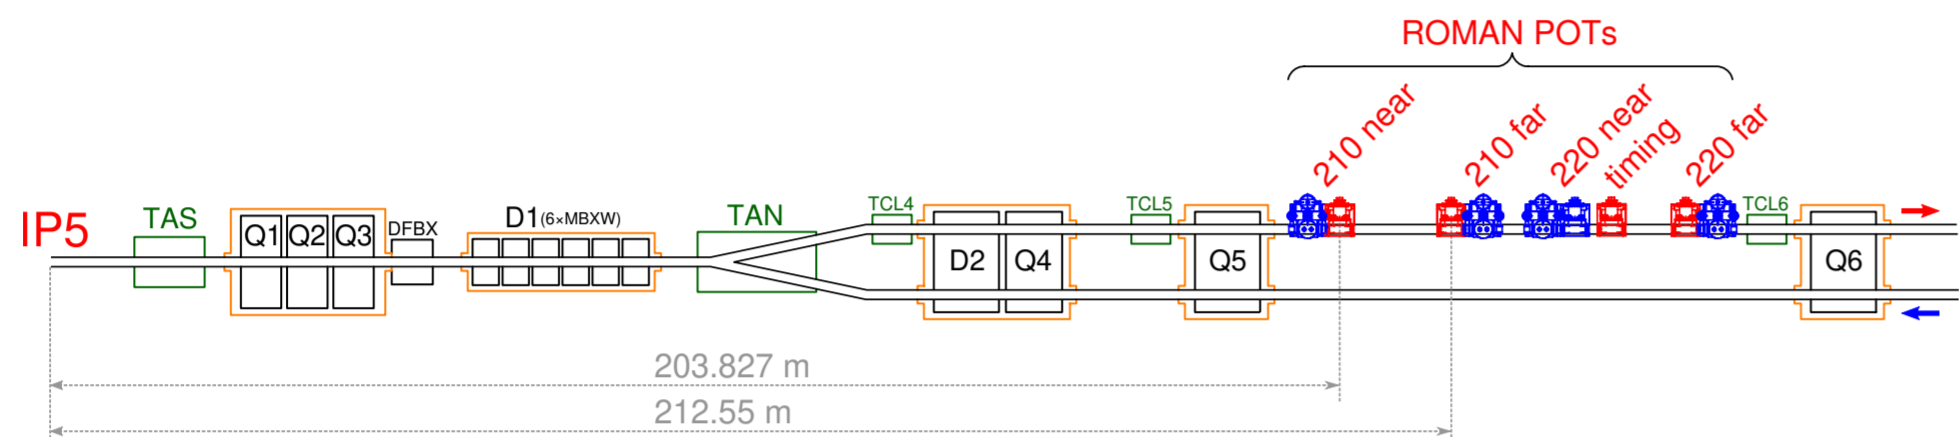 ROMAN POTs
210 near
210 far
220 near
timing
220 far
IP5
TAS
Q1 Q2 Q3
DFBX
D1 (6×MBXW)
TAN
TCL4
D2 Q4
TCL5
Q5
TCL6
Q6
203.827 m
212.55 m